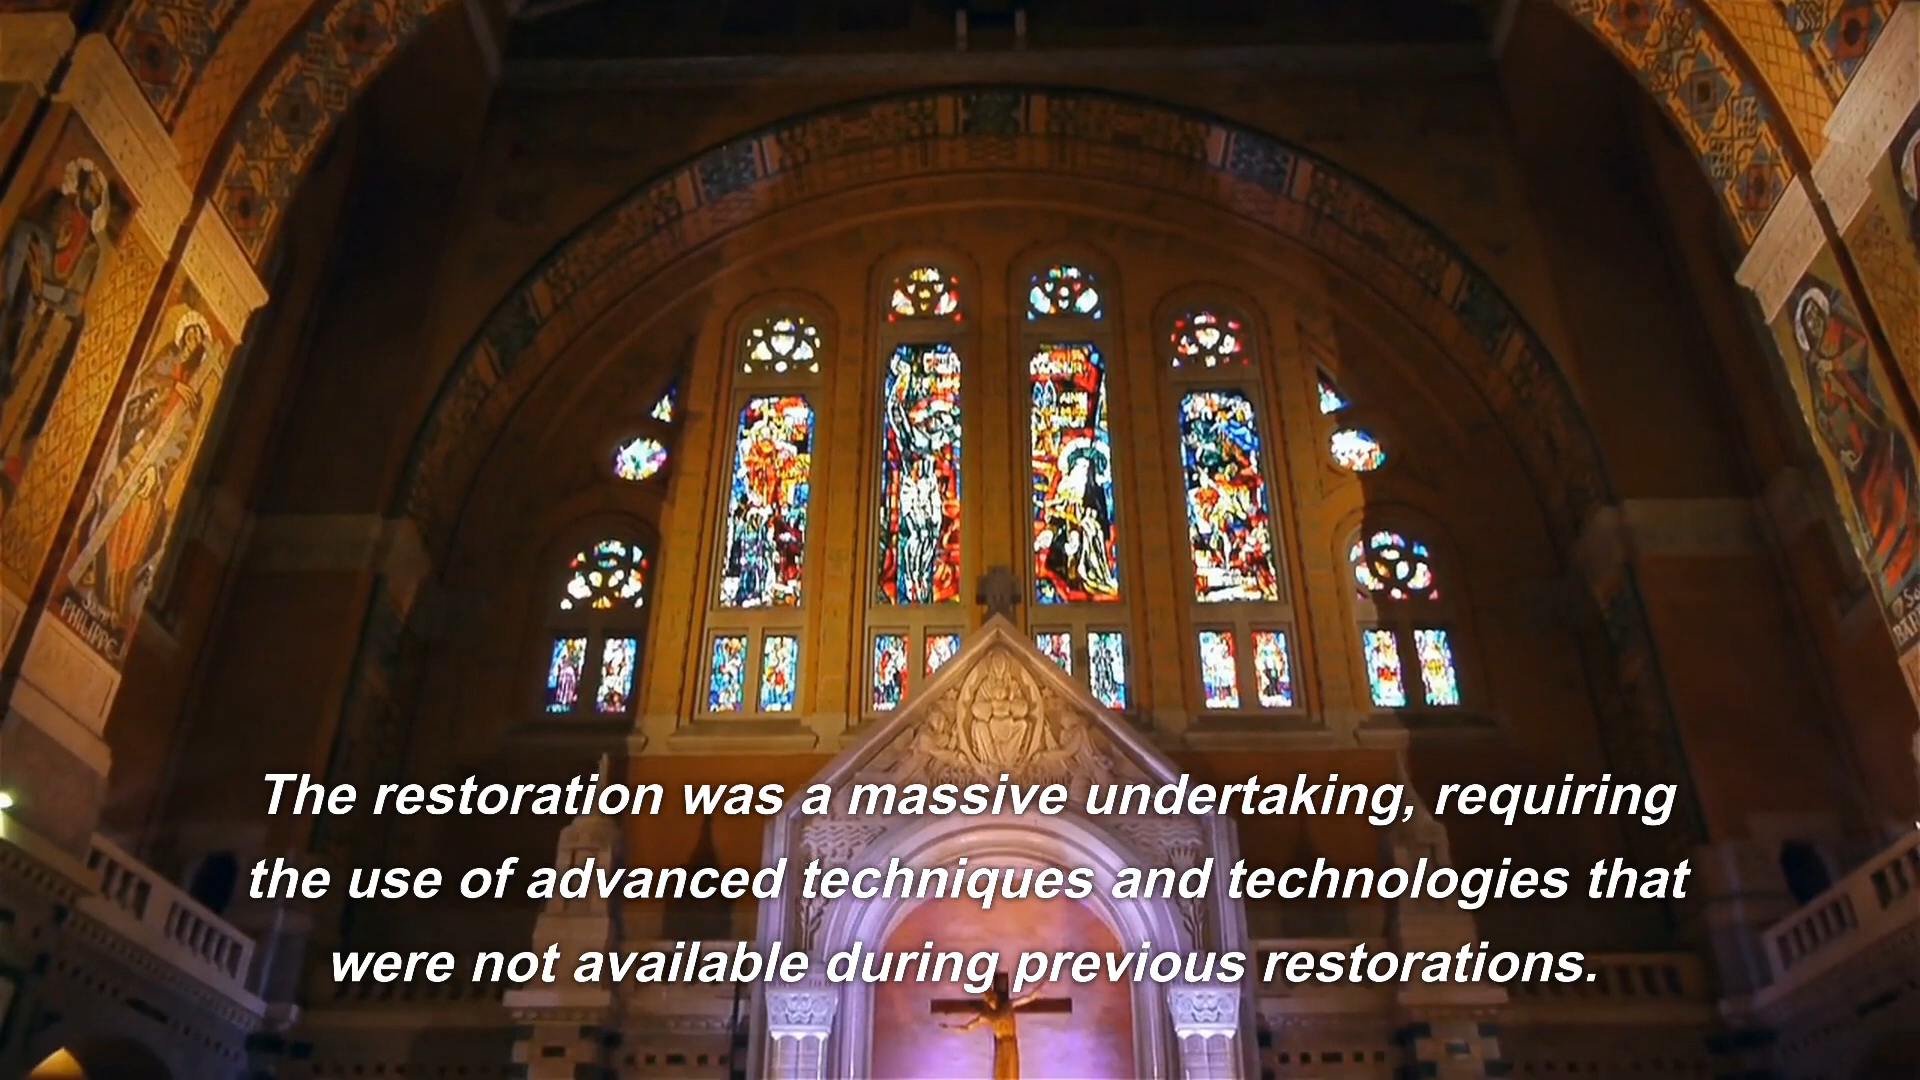 The restoration was a massive undertaking, requiring
the use of advanced techniques and technologies that
were not available during previous restorations.
PHILIPPE